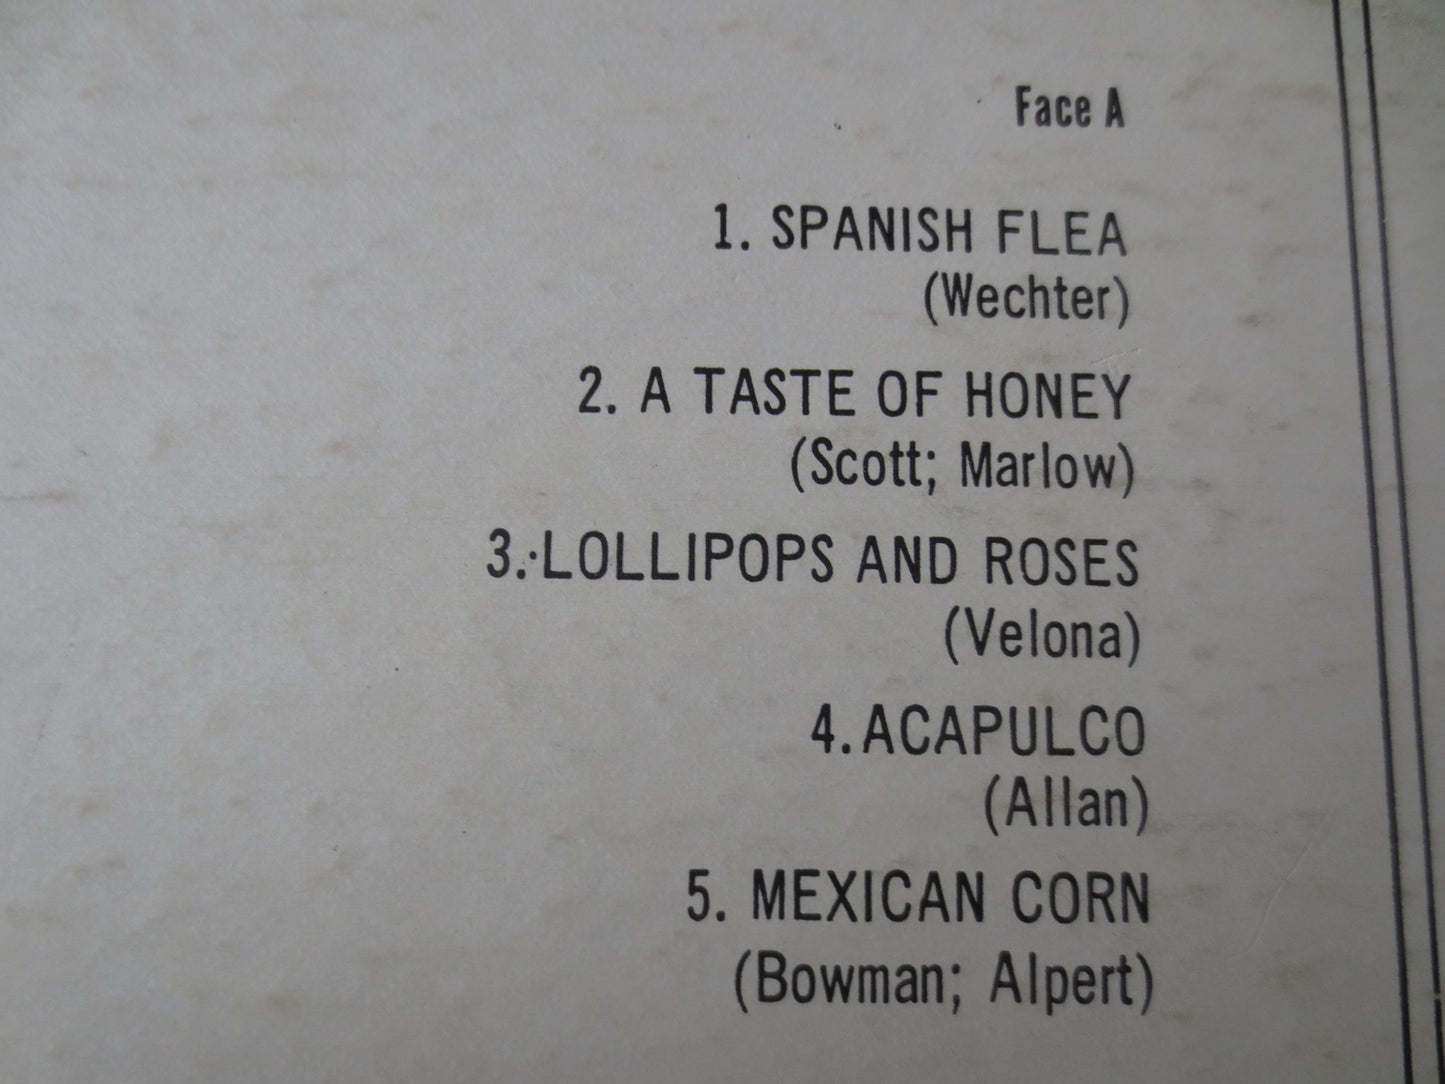 Face A
1. SPANISH FLEA
(Wechter)
2. A TASTE OF HONEY
(Scott; Marlow)
3. LOLLIPOPS AND ROSES
(Velona)
4. ACAPULCO
(Allan)
5. MEXICAN CORN
(Bowman; Alpert)